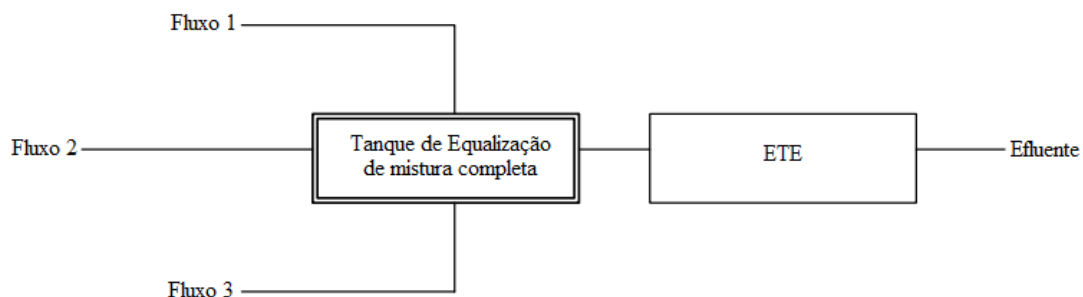 Fluxo 1
Fluxo 2
Tanque de Equalização
de mistura completa
ETE
Efluente
Fluxo 3